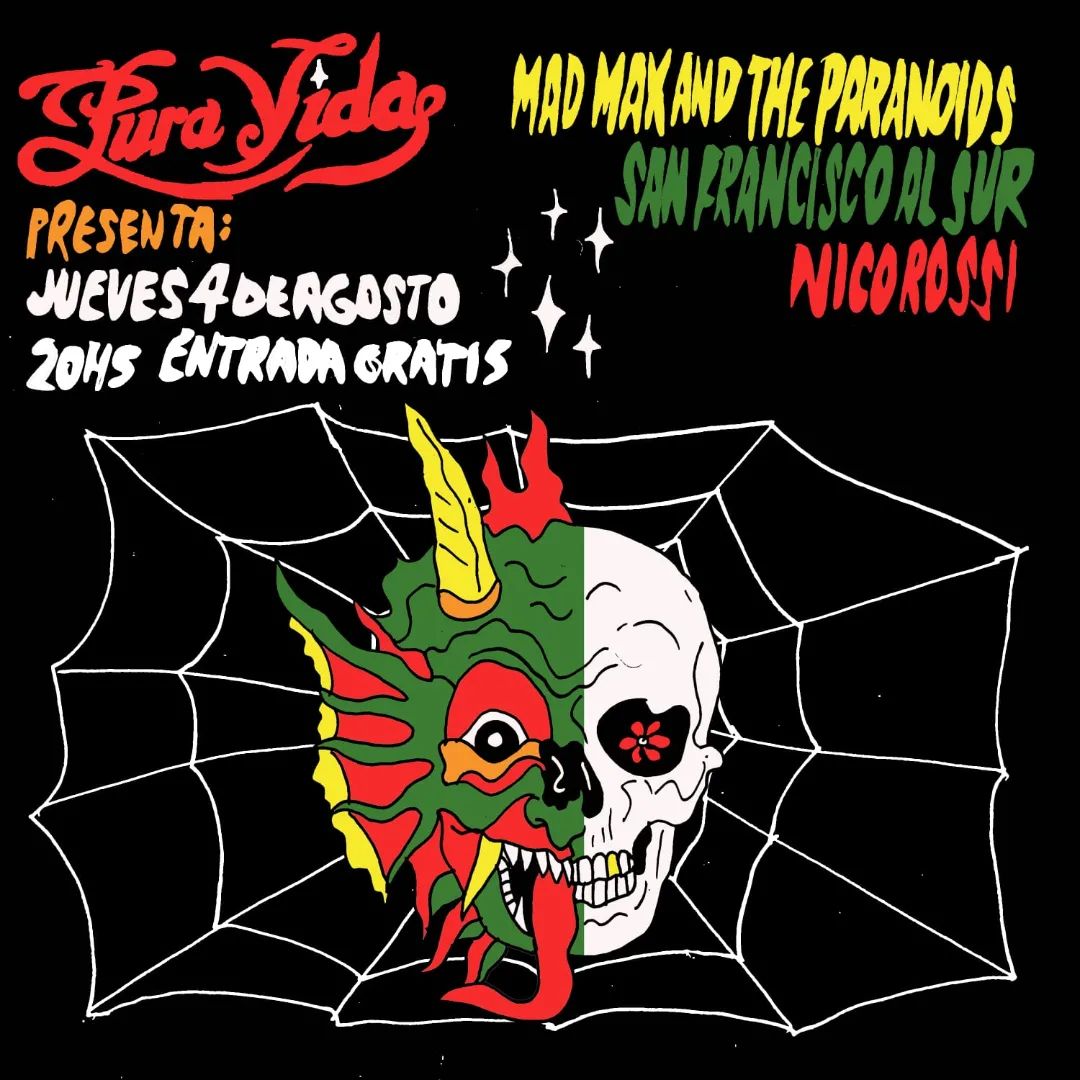 Pura Vida
PRESENTA:
JUEVES 4 DE AGOSTO
20HS ENTRADA GRATIS
MAD MAX AND THE PARANOIDS
SAN FRANCISCO AL SUR
NICO ROSSI